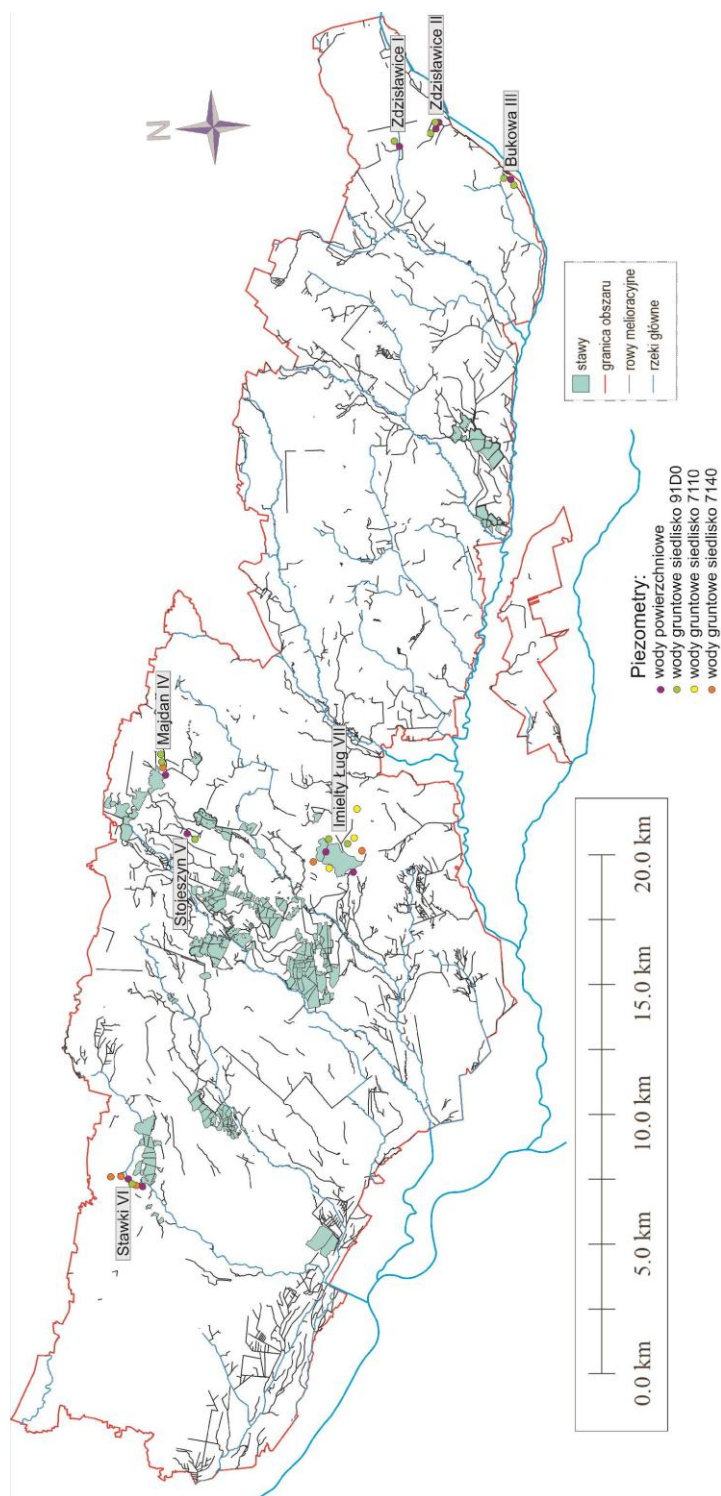 N
Zdzisławice I
Zdzisławice II
Bukowa III
Majdan IV
Stojeszyn V
Stawki VI
Imielty Ług VII
stawy
granica obszaru
rowy melioracyjne
rzeki główne
Piezometry:
wody powierzchniowe
wody gruntowe siedlisko 91D0
wody gruntowe siedlisko 7110
wody gruntowe siedlisko 7140
0.0 km
5.0 km
10.0 km
15.0 km
20.0 km